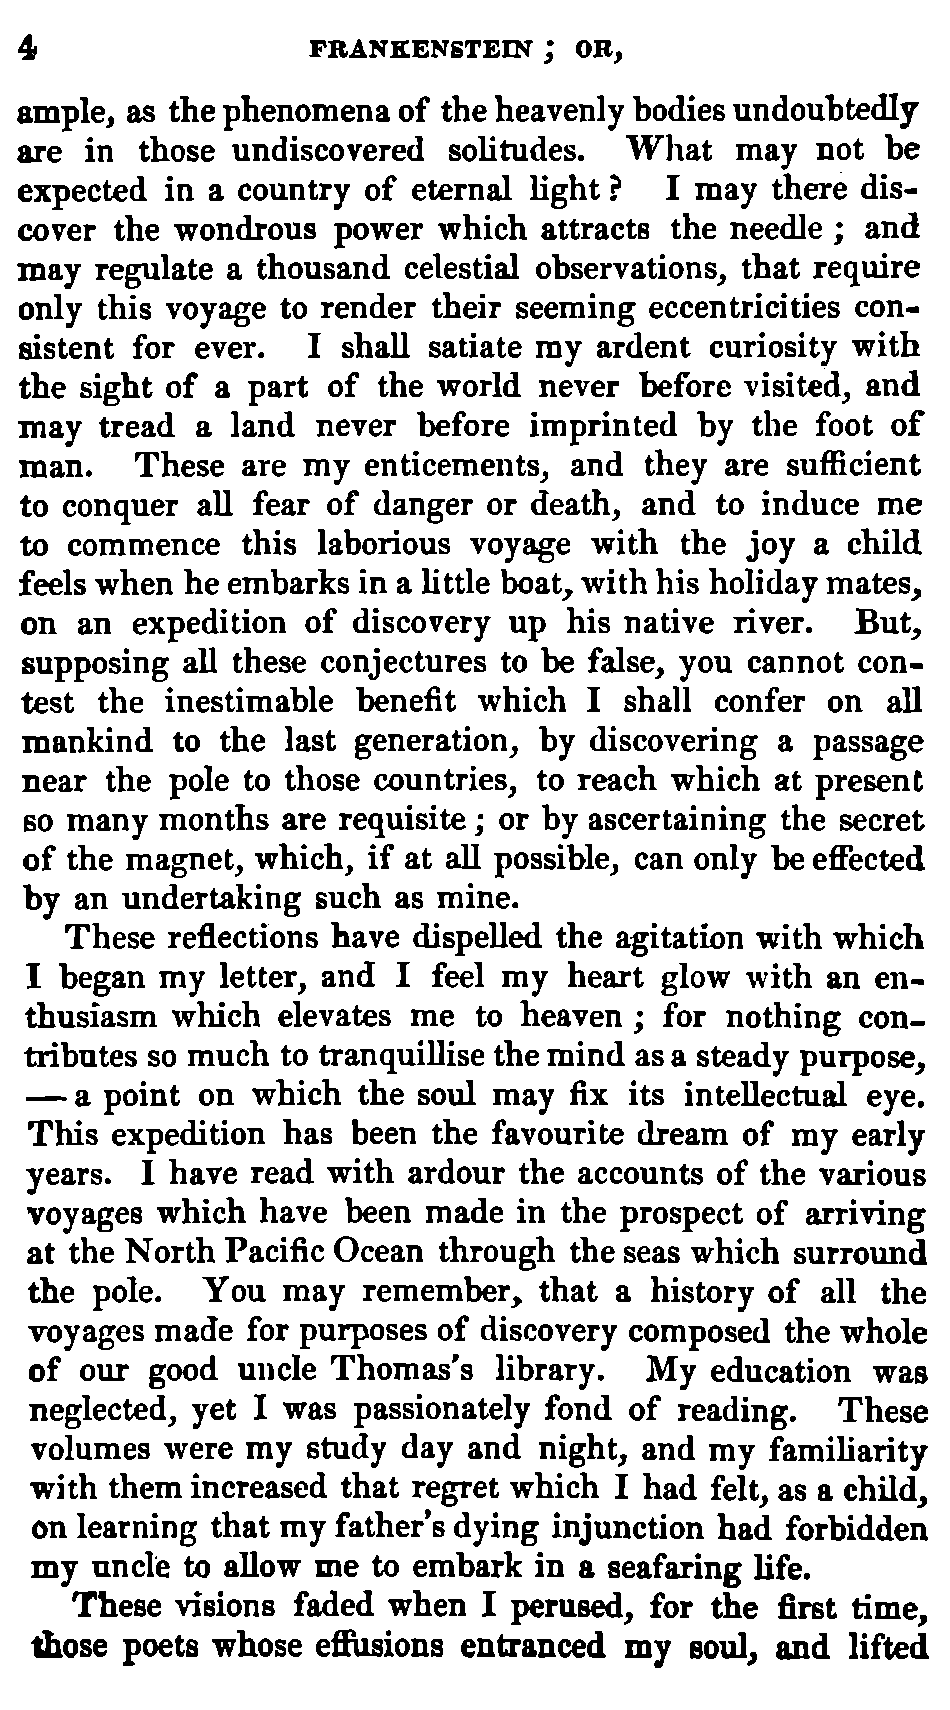 4 FRANKENSTEIN ; OR,
ample, as the phenomena of the heavenly bodies undoubtedly
are in those undiscovered solitudes. What may not be
expected in a country of eternal light ? I may there dis-
cover the wondrous power which attracts the needle ; and
may regulate a thousand celestial observations, that require
only this voyage to render their seeming eccentricities con-
sistent for ever. I shall satiate my ardent curiosity with
the sight of a part of the world never before visited, and
may tread a land never before imprinted by the foot of
man. These are my enticements, and they are sufficient
to conquer all fear of danger or death, and to induce me
to commence this laborious voyage with the joy a child
feels when he embarks in a little boat, with his holiday mates,
on an expedition of discovery up his native river. But,
supposing all these conjectures to be false, you cannot con-
test the inestimable benefit which I shall confer on all
mankind to the last generation, by discovering a passage
near the pole to those countries, to reach which at present
so many months are requisite ; or by ascertaining the secret
of the magnet, which, if at all possible, can only be effected
by an undertaking such as mine.
These reflections have dispelled the agitation with which
I began my letter, and I feel my heart glow with an en-
thusiasm which elevates me to heaven ; for nothing con-
tributes so much to tranquillise the mind as a steady purpose,
— a point on which the soul may fix its intellectual eye.
This expedition has been the favourite dream of my early
years. I have read with ardour the accounts of the various
voyages which have been made in the prospect of arriving
at the North Pacific Ocean through the seas which surround
the pole. You may remember, that a history of all the
voyages made for purposes of discovery composed the whole
of our good uncle Thomas's library. My education was
neglected, yet I was passionately fond of reading. These
volumes were my study day and night, and my familiarity
with them increased that regret which I had felt, as a child,
on learning that my father's dying injunction had forbidden
my uncle to allow me to embark in a seafaring life.
These visions faded when I perused, for the first time,
those poets whose effusions entranced my soul, and lifted